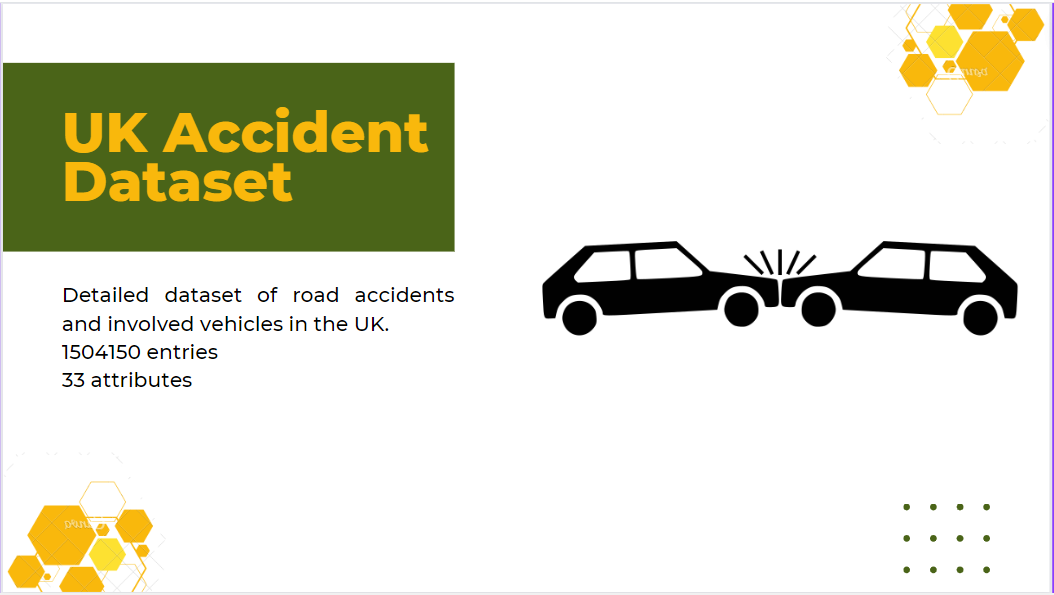 UK Accident
Dataset
Detailed dataset of road accidents
and involved vehicles in the UK.
1504150 entries
33 attributes